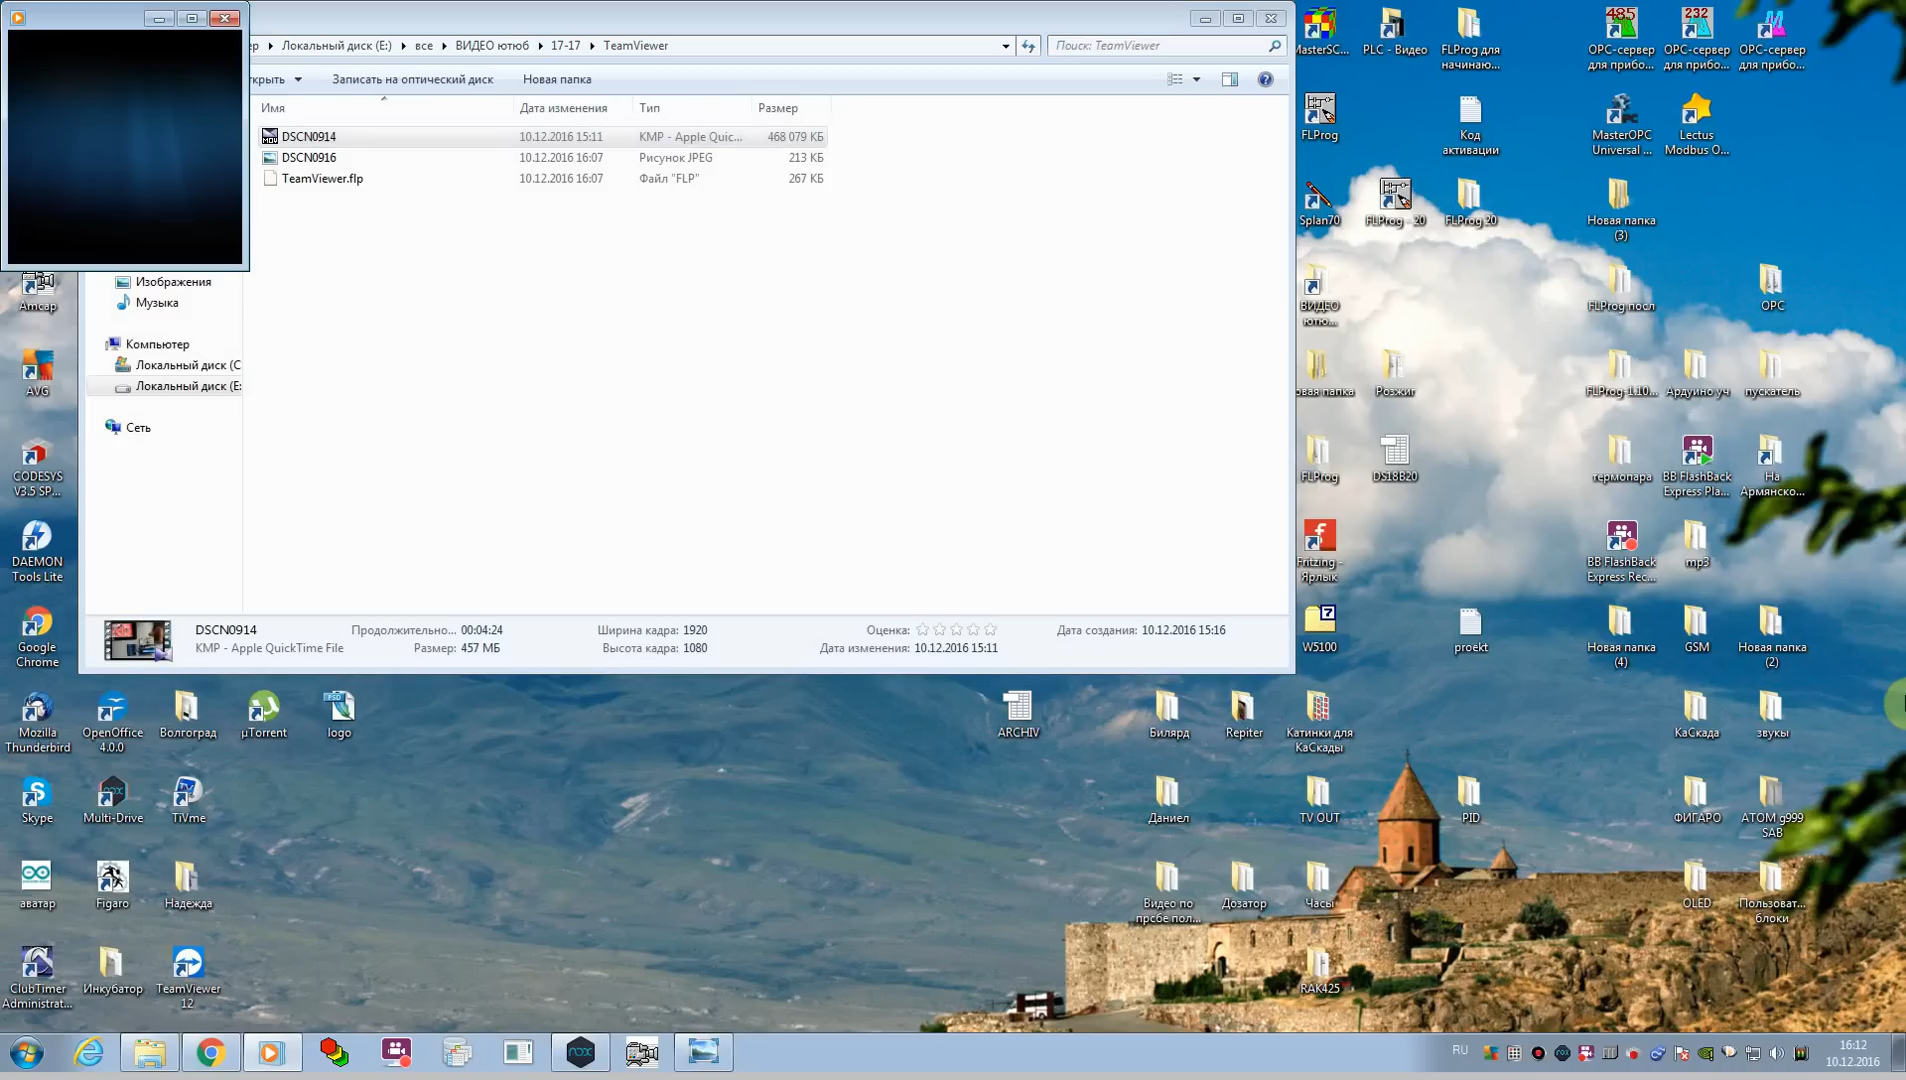 Локальный диск (E:) ▸ все ▸ ВИДЕО ютюб ▸ 17-17 ▸ TeamViewer
Поиск: TeamViewer
Записать на оптический диск
Новая папка
Имя
Дата изменения
Тип
Размер
DSCN0914
10.12.2016 15:11
KMP - Apple Quic...
468 079 КБ
DSCN0916
10.12.2016 16:07
Рисунок JPEG
213 КБ
TeamViewer.flp
10.12.2016 16:07
Файл "FLP"
267 КБ
Изображения
Музыка
Компьютер
Локальный диск (C
Локальный диск (E:
Сеть
DSCN0914
KMP - Apple QuickTime File
Продолжительно... 00:04:24
Размер: 457 МБ
Ширина кадра: 1920
Высота кадра: 1080
Оценка:
Дата изменения: 10.12.2016 15:11
Дата создания: 10.12.2016 15:16
PLC - Видео
FLProg для
начинаю...
485
OPC-сервер
для прибо...
232
OPC-сервер
для прибо...
OPC-сервер
для прибо...
FLProg
Код
активации
MasterOPC
Universal ...
Lectus
Modbus O...
Splan70
FLProg - 20
FLProg 20
Новая папка
(3)
Amcap
ВИДЕО
ютю...
FLProg посл
OPC
AVG
Розжиг
FLProg-1.10...
Ардуино уч
пускатель
CODESYS
V3.5 SP...
FLProg
DS18B20
термопара
BB FlashBack
Express Pla...
На
Армянско...
DAEMON
Tools Lite
Fritzing -
Ярлык
BB FlashBack
Express Rec...
mp3
Google
Chrome
W5100
proekt
Новая папка
(4)
GSM
Новая папка
(2)
Mozilla
Thunderbird
OpenOffice
4.0.0
Волгоград
µTorrent
logo
ARCHIV
Билярд
Repiter
Катинки для
КаСкады
КаСкада
звукы
Skype
Multi-Drive
TiVme
Даниел
TV OUT
PID
ФИГАРО
ATOM g999
SAB
аватар
Figaro
Надежда
Видео по
прсбе пол...
Дозатор
Часы
OLED
Пользоват...
блоки
ClubTimer
Administrat...
Инкубатор
TeamViewer
12
RAK425
RU
16:12
10.12.2016